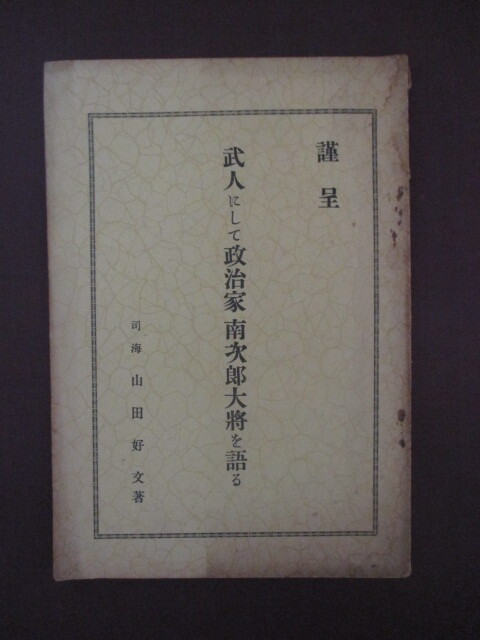 謹呈
武人にして政治家 南次郎大將を語る
司海 山田好文著